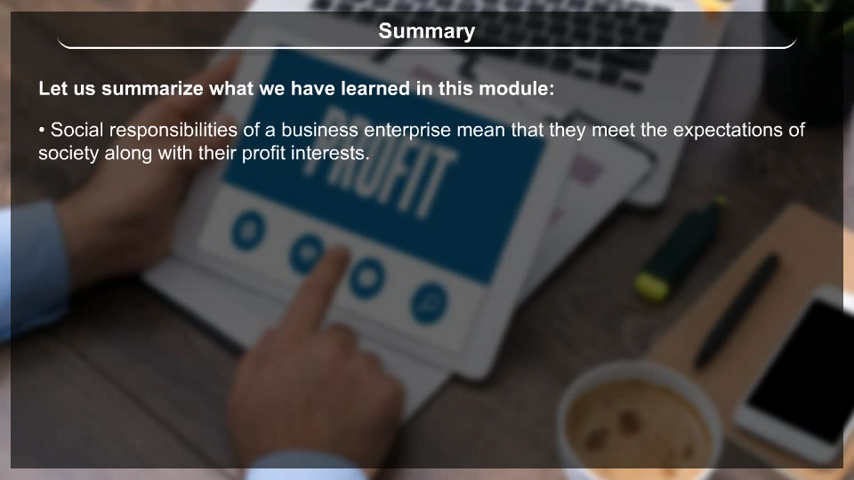 Summary
Let us summarize what we have learned in this module:
• Social responsibilities of a business enterprise mean that they meet the expectations of
society along with their profit interests.
PROFIT